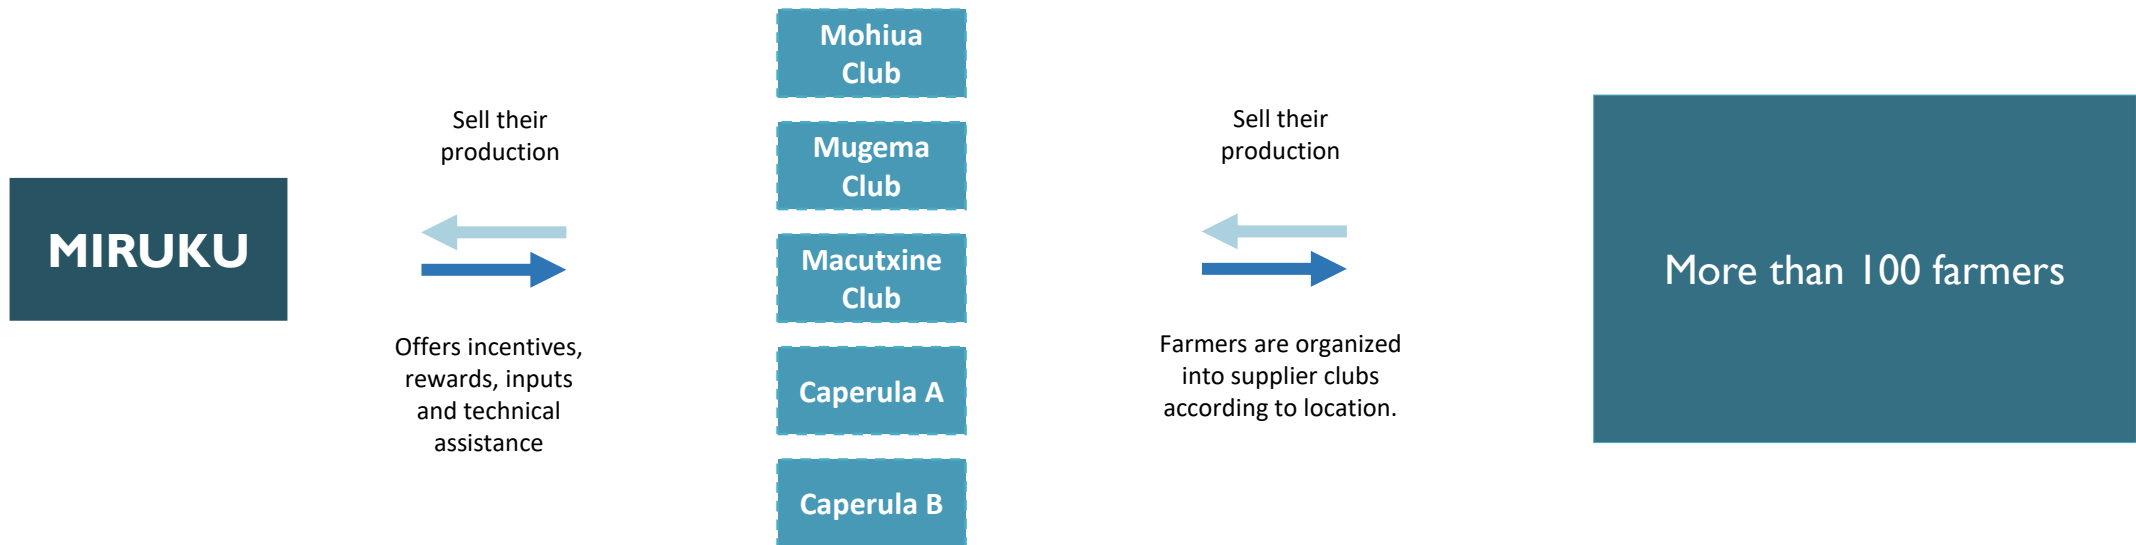 MIRUKU
Sell their
production
Offers incentives,
rewards, inputs
and technical
assistance
Mohiua
Club
Mugema
Club
Macutxine
Club
Caperula A
Caperula B
Sell their
production
Farmers are organized
into supplier clubs
according to location.
More than 100 farmers